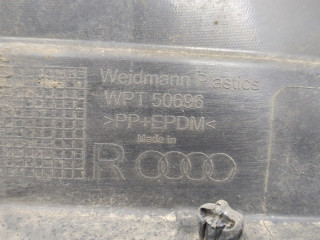 Weidmann Plastics
WPT 50696
>PP+EPDM<
Made in
R